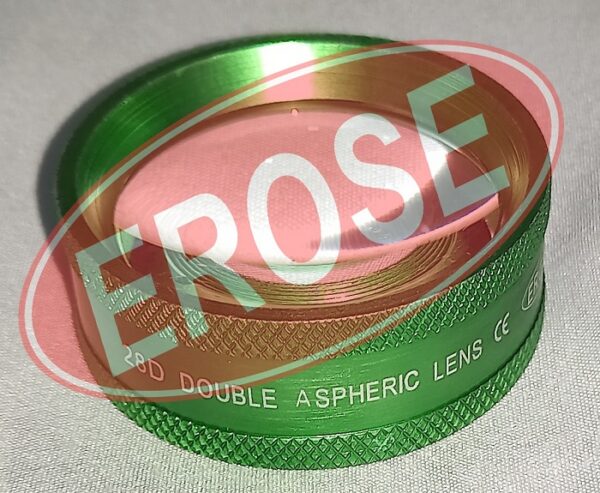 EROSE
28D DOUBLE ASPHERIC LENS CE